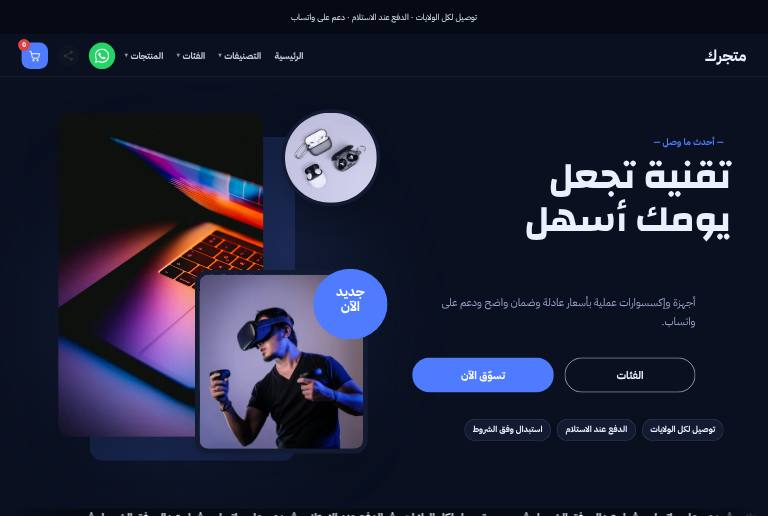 توصيل لكل الولايات · الدفع عند الاستلام · دعم على واتساب
متجرك
الرئيسية
التصنيفات
الفئات
المنتجات
0
— أحدث ما وصل —
تقنية تجعل
يومك أسهل
جديد
الآن
أجهزة وإكسسوارات عملية بأسعار عادلة وضمان واضح ودعم على
واتساب.
الفئات
تسوّق الآن
توصيل لكل الولايات
الدفع عند الاستلام
استبدال وفق الشروط